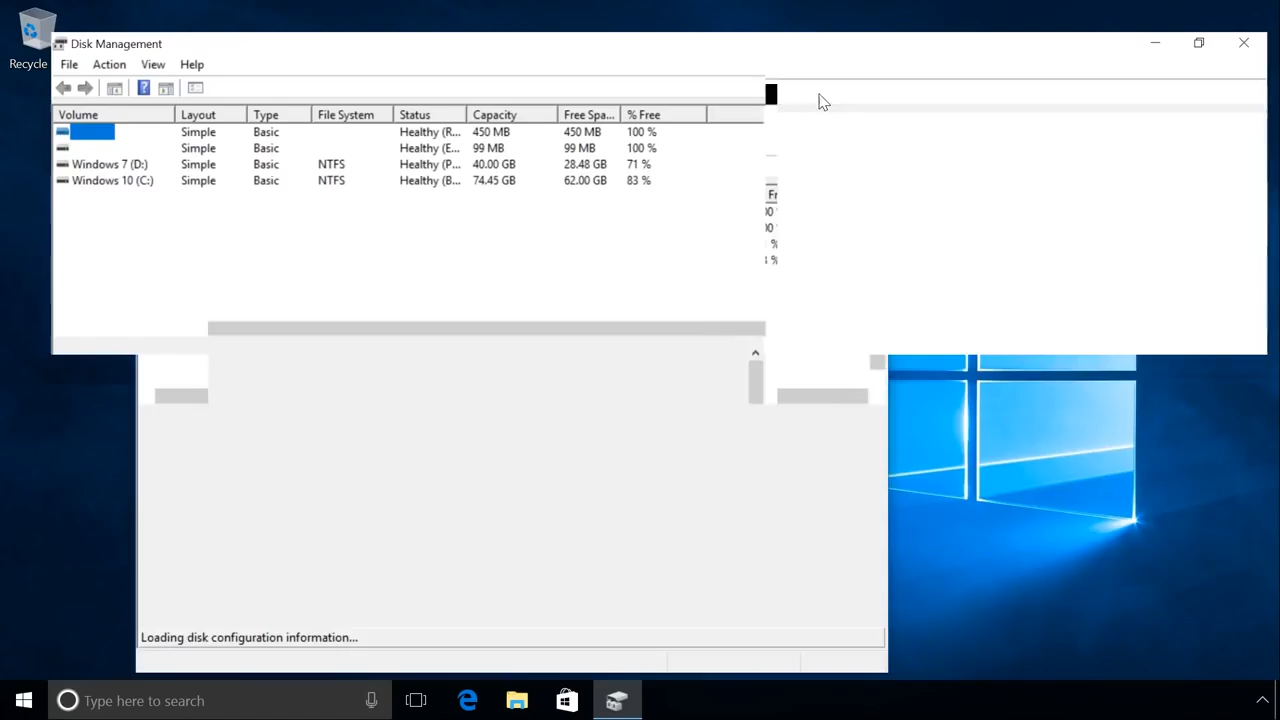 Recycle
Disk Management
File Action View Help
Volume Layout Type File System Status Capacity Free Spa... % Free
Simple Basic Healthy (R... 450 MB 450 MB 100 %
Simple Basic Healthy (E... 99 MB 99 MB 100 %
Windows 7 (D:) Simple Basic NTFS Healthy (P... 40.00 GB 28.48 GB 71 %
Windows 10 (C:) Simple Basic NTFS Healthy (B... 74.45 GB 62.00 GB 83 %
Loading disk configuration information...
Type here to search